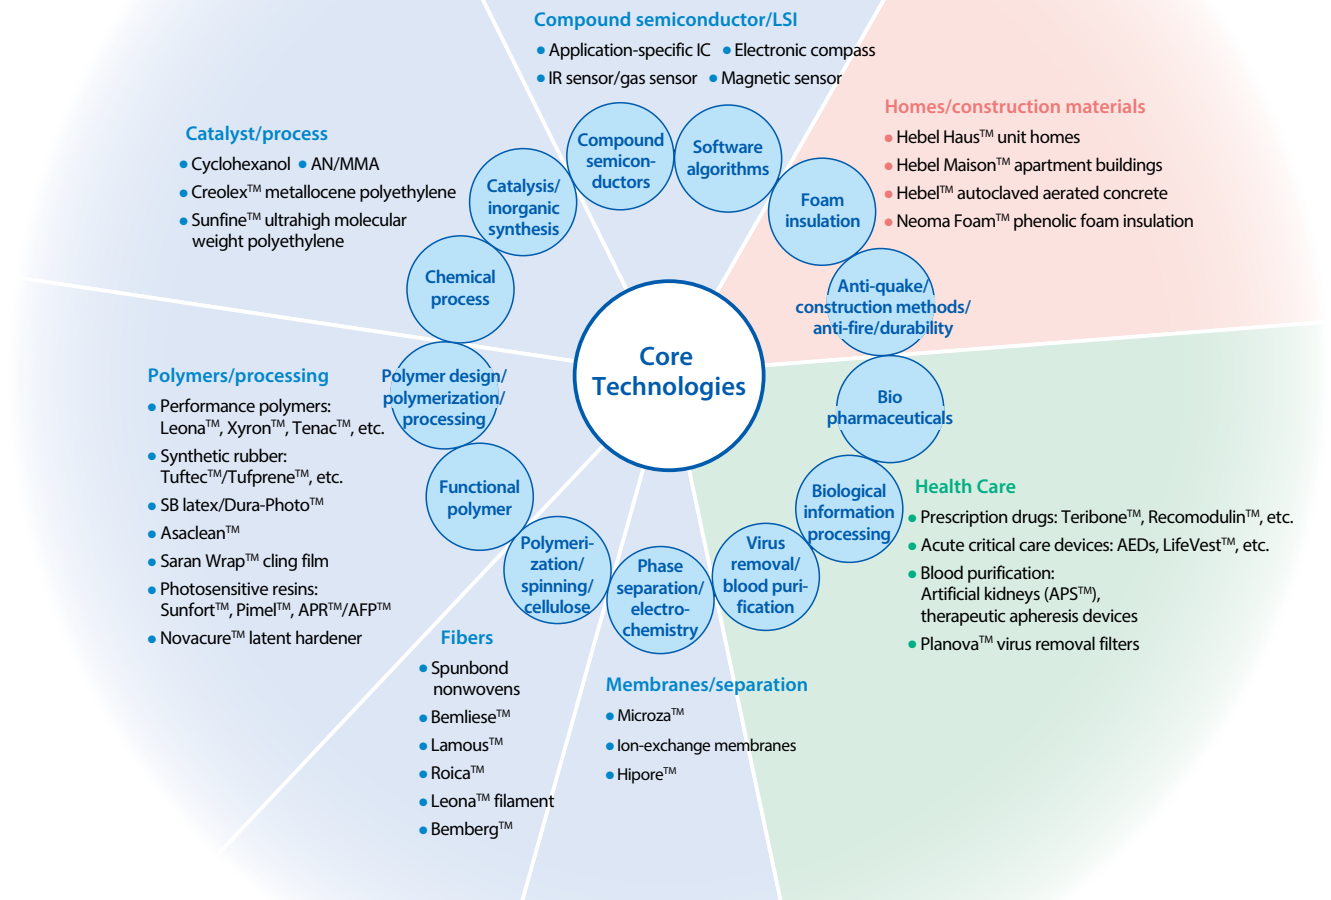 Compound semiconductor/LSI
● Application-specific IC ● Electronic compass
● IR sensor/gas sensor ● Magnetic sensor
Homes/construction materials
● Hebel Haus™ unit homes
● Hebel Maison™ apartment buildings
● Hebel™ autoclaved aerated concrete
● Neoma Foam™ phenolic foam insulation
Catalyst/process
● Cyclohexanol ● AN/MMA
● Creolex™ metallocene polyethylene
● Sunfine™ ultrahigh molecular
weight polyethylene
Compound
semicon-
ductors
Software
algorithms
Catalysis/
inorganic
synthesis
Foam
insulation
Chemical
process
Anti-quake/
construction methods/
anti-fire/durability
Core
Technologies
Polymer design/
polymerization/
processing
Bio
pharmaceuticals
Functional
polymer
Biological
information
processing
Polymeri-
zation/
spinning/
cellulose
Phase
separation/
electro-
chemistry
Virus
removal/
blood puri-
fication
Polymers/processing
● Performance polymers:
Leona™, Xyron™, Tenac™, etc.
● Synthetic rubber:
Tuftec™/Tufprene™, etc.
● SB latex/Dura-Photo™
● Asaclean™
● Saran Wrap™ cling film
● Photosensitive resins:
Sunfort™, Pimel™, APR™/AFP™
● Novacure™ latent hardener
Health Care
● Prescription drugs: Teribone™, Recomodulin™, etc.
● Acute critical care devices: AEDs, LifeVest™, etc.
● Blood purification:
Artificial kidneys (APS™),
therapeutic apheresis devices
● Planova™ virus removal filters
Fibers
● Spunbond
nonwovens
● Bemliese™
● Lamous™
● Roica™
● Leona™ filament
● Bemberg™
Membranes/separation
● Microza™
● Ion-exchange membranes
● Hipore™